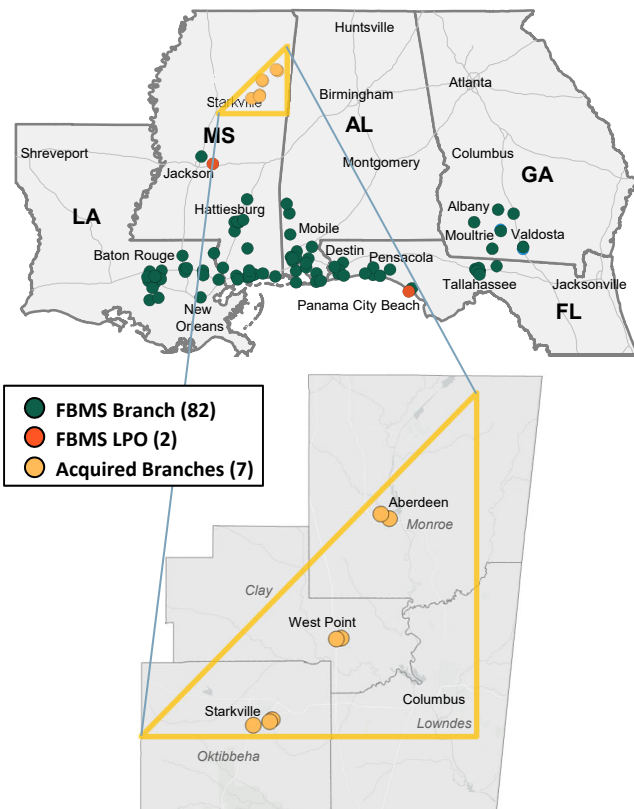 Huntsville
Atlanta
Birmingham
Starkville
MS
AL
Shreveport
Jackson
Montgomery
Columbus
GA
LA
Hattiesburg
Albany
Mobile
Moultrie
Valdosta
Baton Rouge
Destin
Pensacola
Tallahassee
Jacksonville
New
Orleans
Panama City Beach
FL
FBMS Branch (82)
FBMS LPO (2)
Acquired Branches (7)
Aberdeen
Monroe
Clay
West Point
Starkville
Columbus
Lowndes
Oktibbeha